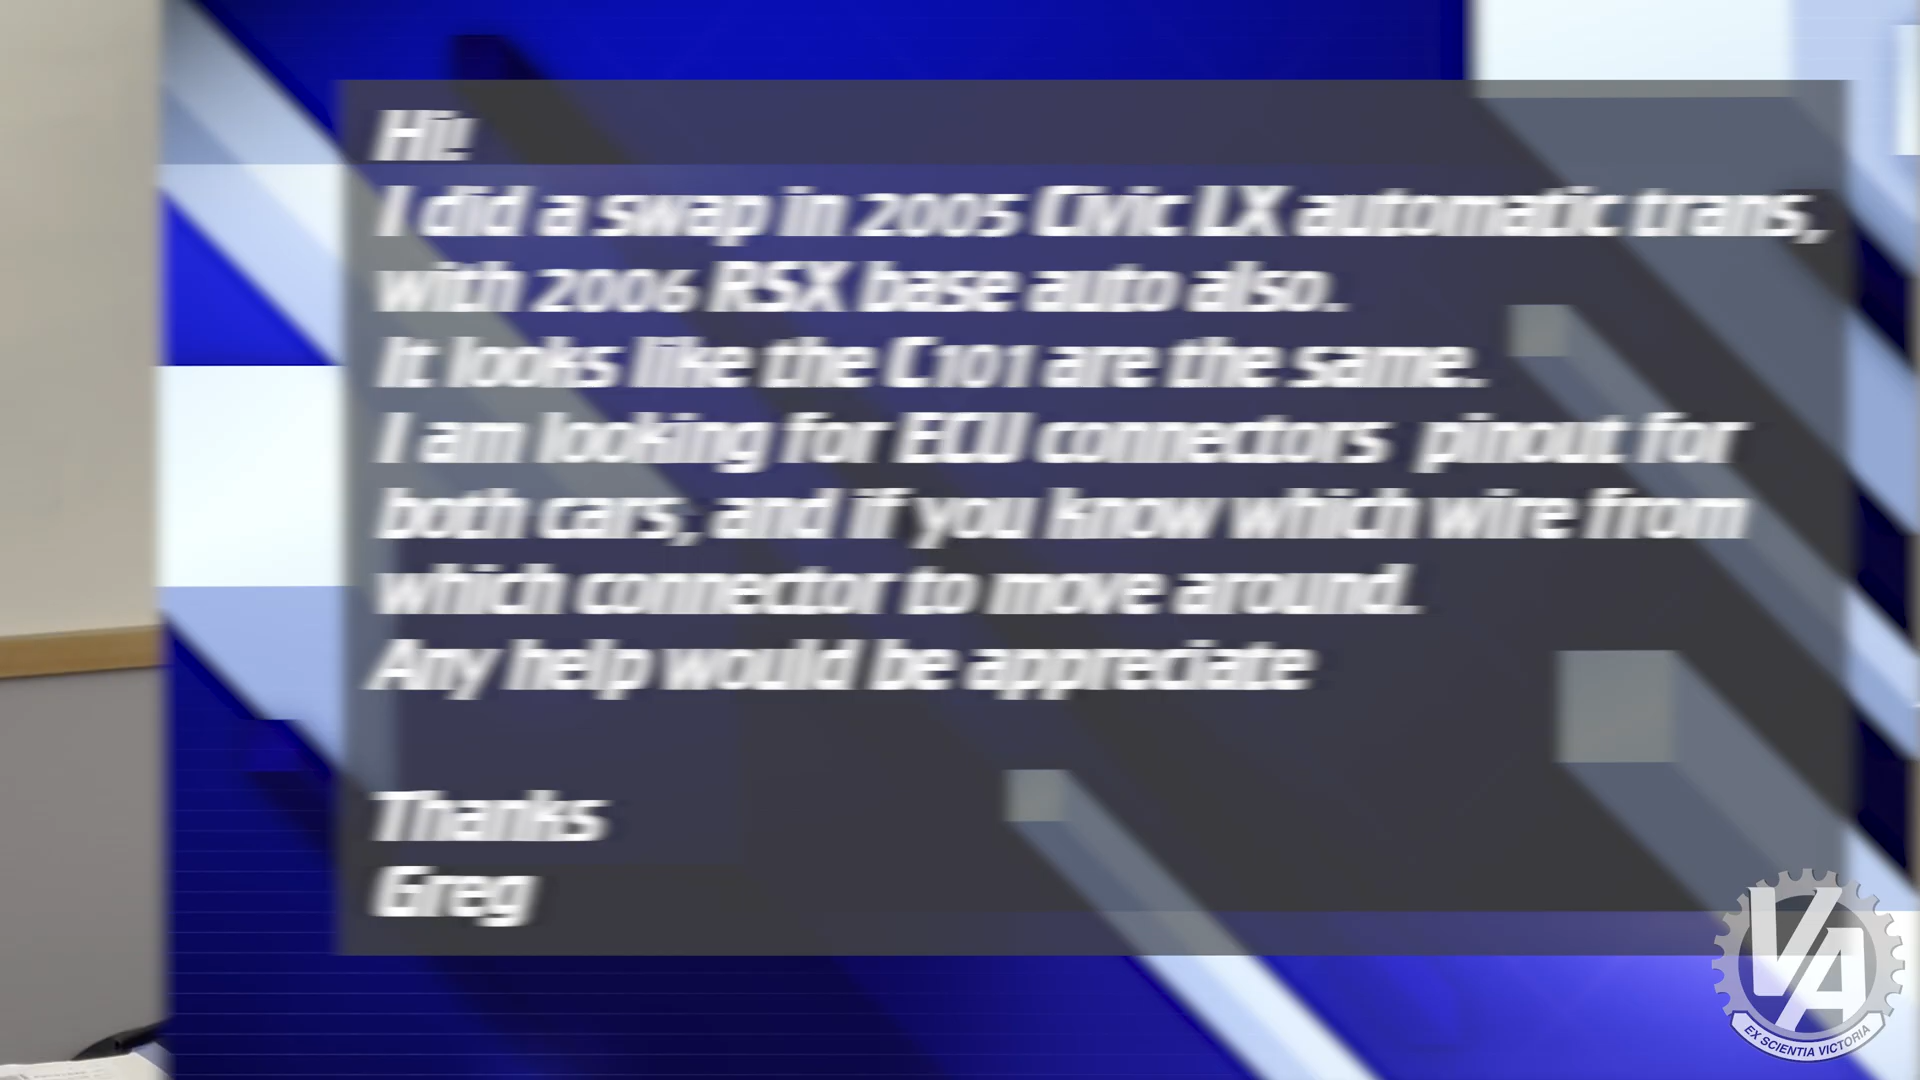 Hi!
I did a swap in 2005 Civic LX automatic trans,
with 2006 RSX base auto also.
It looks like the C101 are the same.
I am looking for ECU connectors pinout for
both cars, and if you know which wire from
which connector to move around.
Any help would be appreciate
Thanks
Greg
VA
EX SCIENTIA VICTORIA